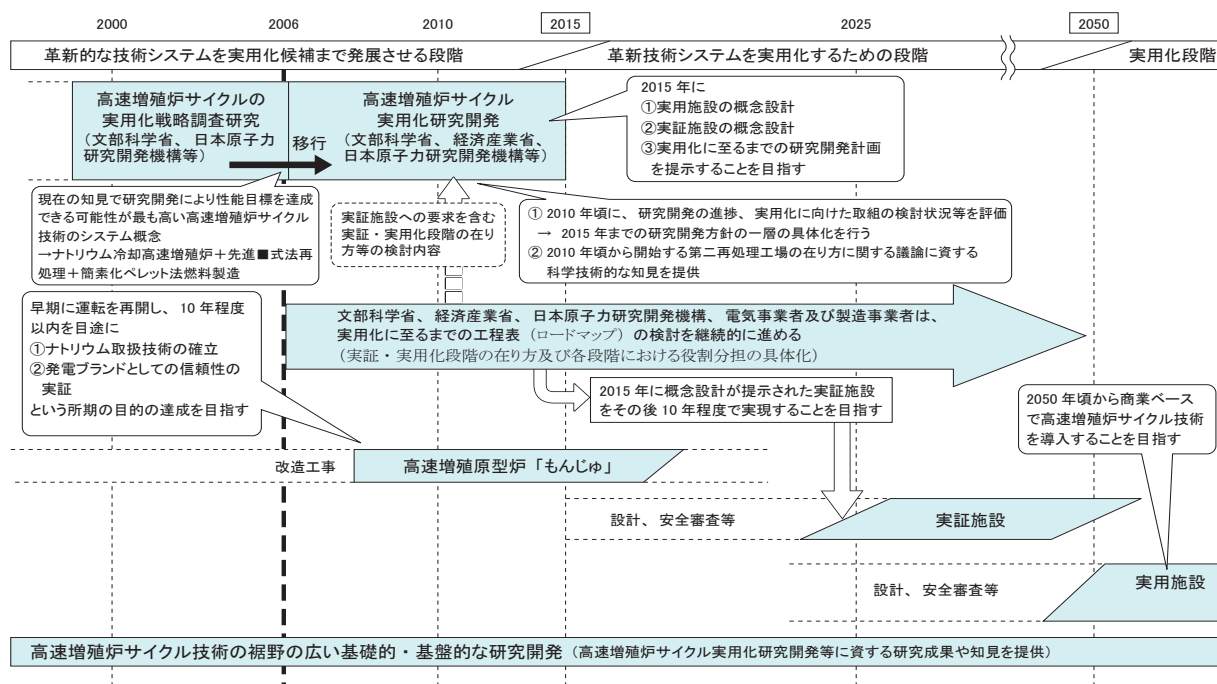 2000
2006
2010
2015
2025
2050
革新的な技術システムを実用化候補まで発展させる段階
革新技術システムを実用化するための段階
実用化段階
高速増殖炉サイクルの
実用化戦略調査研究
(文部科学省、日本原子力
研究開発機構等)
移行
高速増殖炉サイクル
実用化研究開発
(文部科学省、経済産業省、
日本原子力研究開発機構等)
2015 年に
①実用施設の概念設計
②実証施設の概念設計
③実用化に至るまでの研究開発計画
を提示することを目指す
現在の知見で研究開発により性能目標を達成
できる可能性が最も高い高速増殖炉サイクル
技術のシステム概念
→ナトリウム冷却高速増殖炉+先進■式法再
処理+簡素化ペレット法燃料製造
実証施設への要求を含む
実証・実用化段階の在り
方等の検討内容
① 2010 年頃に、研究開発の進捗、実用化に向けた取組の検討状況等を評価
→ 2015 年までの研究開発方針の一層の具体化を行う
② 2010 年頃から開始する第二再処理工場の在り方に関する議論に資する
科学技術的な知見を提供
早期に運転を再開し、10 年程度
以内を目途に
①ナトリウム取扱技術の確立
②発電ブランドとしての信頼性の
実証
という所期の目的の達成を目指す
文部科学省、経済産業省、日本原子力研究開発機構、電気事業者及び製造事業者は、
実用化に至るまでの工程表 (ロードマップ) の検討を継続的に進める
(実証・実用化段階の在り方及び各段階における役割分担の具体化)
2015 年に概念設計が提示された実証施設
をその後 10 年程度で実現することを目指す
2050 年頃から商業ベース
で高速増殖炉サイクル技術
を導入することを目指す
改造工事
高速増殖原型炉「もんじゅ」
設計、安全審査等
実証施設
設計、安全審査等
実用施設
高速増殖炉サイクル技術の裾野の広い基礎的・基盤的な研究開発 (高速増殖炉サイクル実用化研究開発等に資する研究成果や知見を提供)